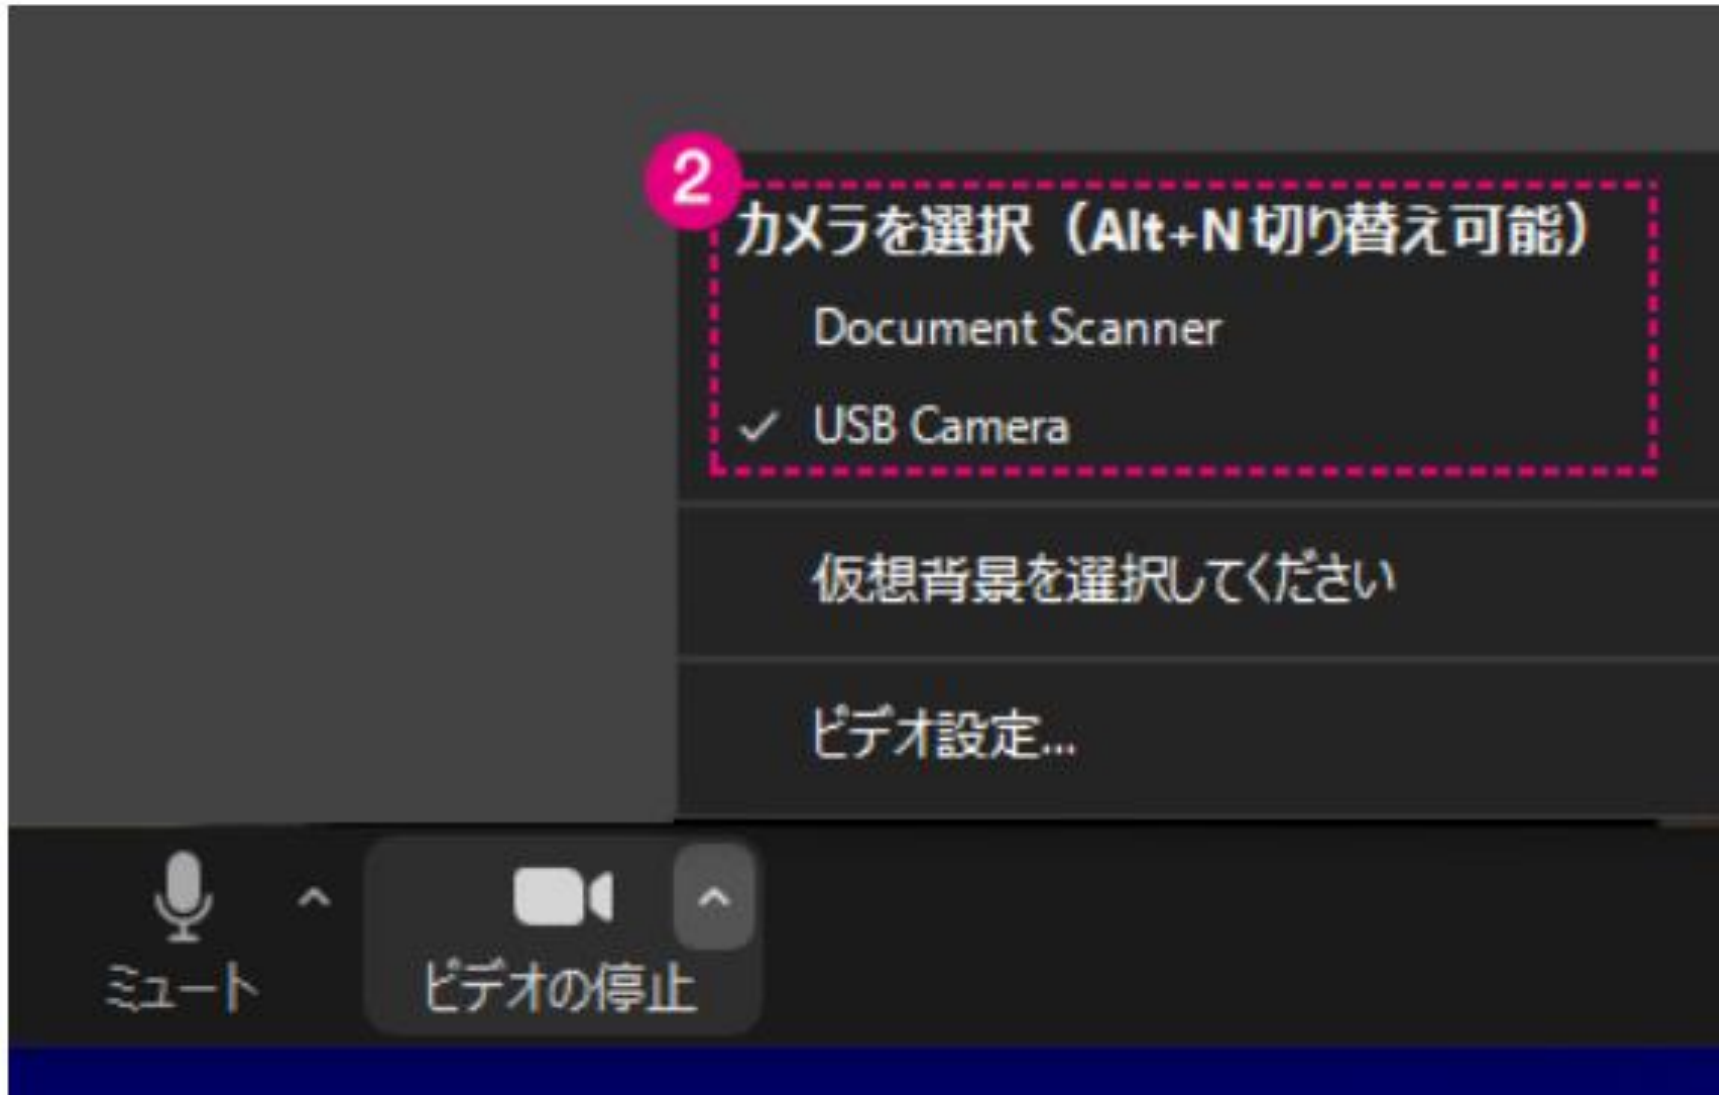 2
カメラを選択（Alt+N 切り替え可能）
Document Scanner
USB Camera
仮想背景を選択してください
ビデオ設定...
ミュート
ビデオの停止